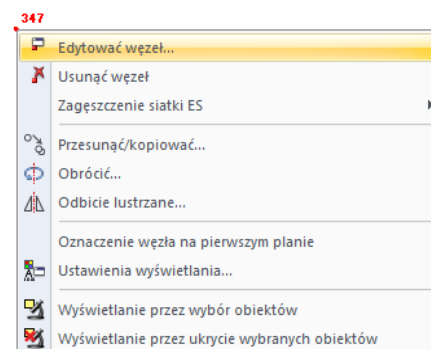 347
Edytować węzeł...
Usunąć węzeł
Zagęszczenie siatki ES
Przesunąć/kopiować...
Obrócić...
Odbicie lustrzane...
Oznaczenie węzła na pierwszym planie
Ustawienia wyświetlania...
Wyświetlanie przez wybór obiektów
Wyświetlanie przez ukrycie wybranych obiektów